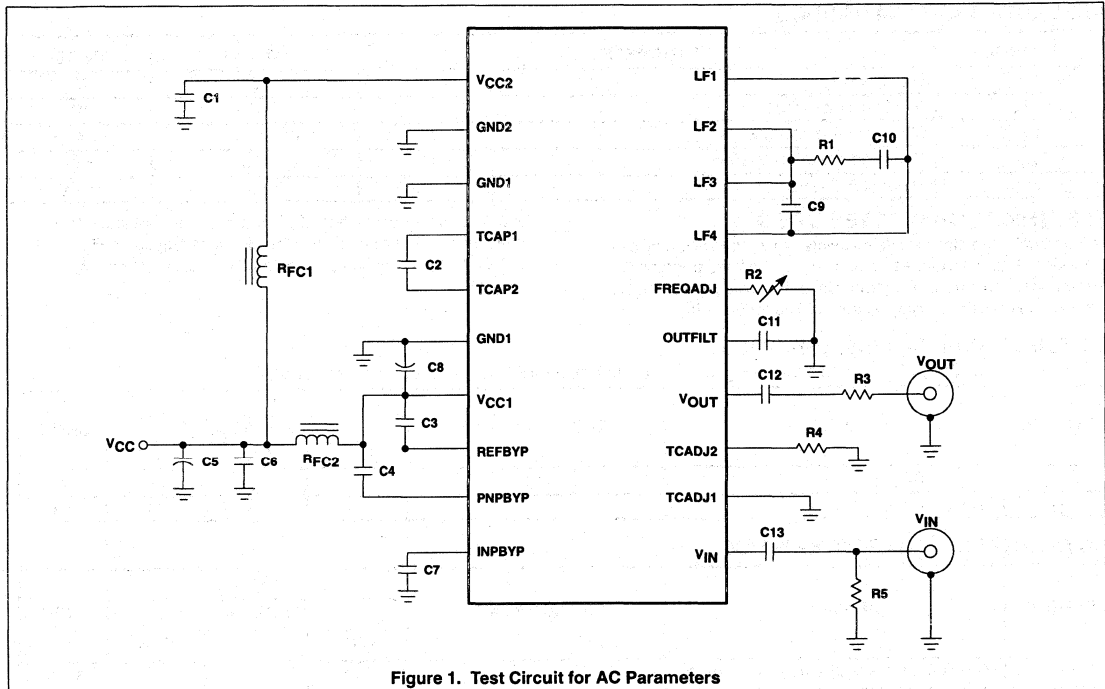 VCC2
C1
GND2
GND1
TCAP1
C2
TCAP2
RFC1
GND1
C8
VCC1
C3
VCC
RFC2
REFBYP
C5
C6
C4
PNPBYP
INPBYP
C7
LF1
LF2
R1
C10
LF3
C9
LF4
R2
FREQADJ
C11
OUTFILT
C12
R3
VOUT
VOUT
R4
TCADJ2
TCADJ1
C13
VIN
VIN
R5
Figure 1. Test Circuit for AC Parameters